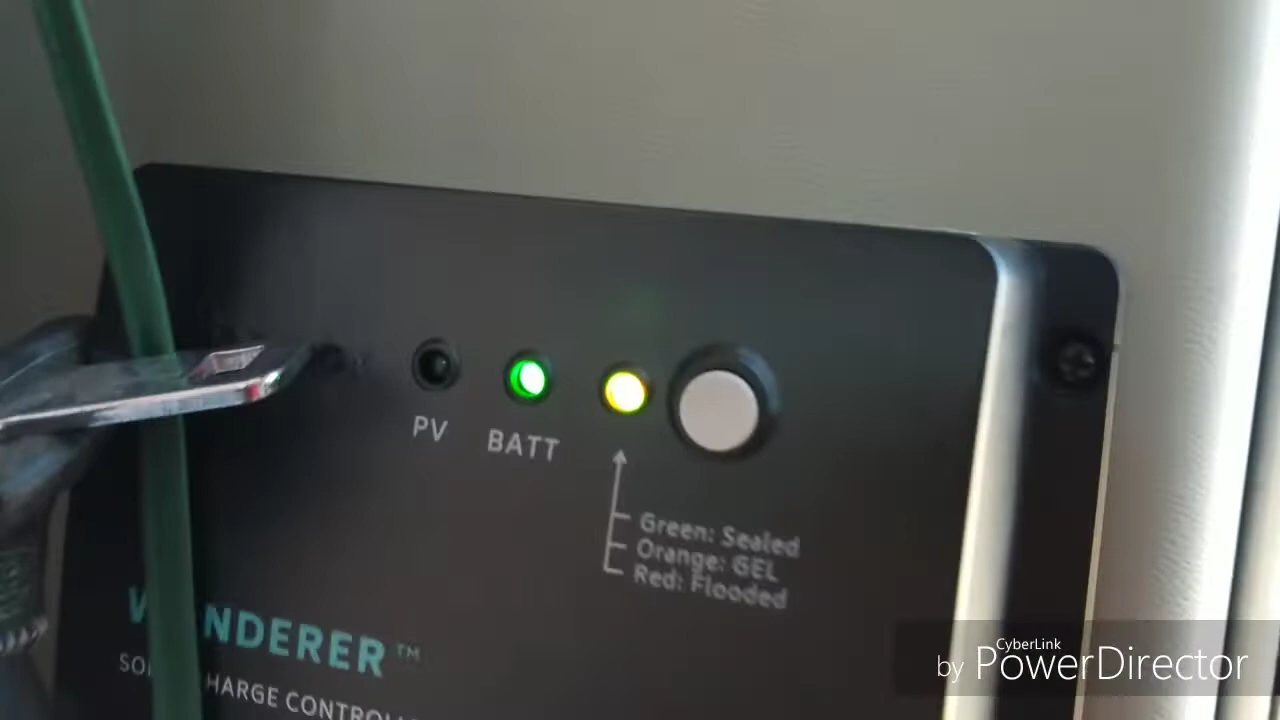 PV
BATT
Green: Sealed
Orange: GEL
Red: Flooded
NDERER™
CyberLink
by PowerDirector